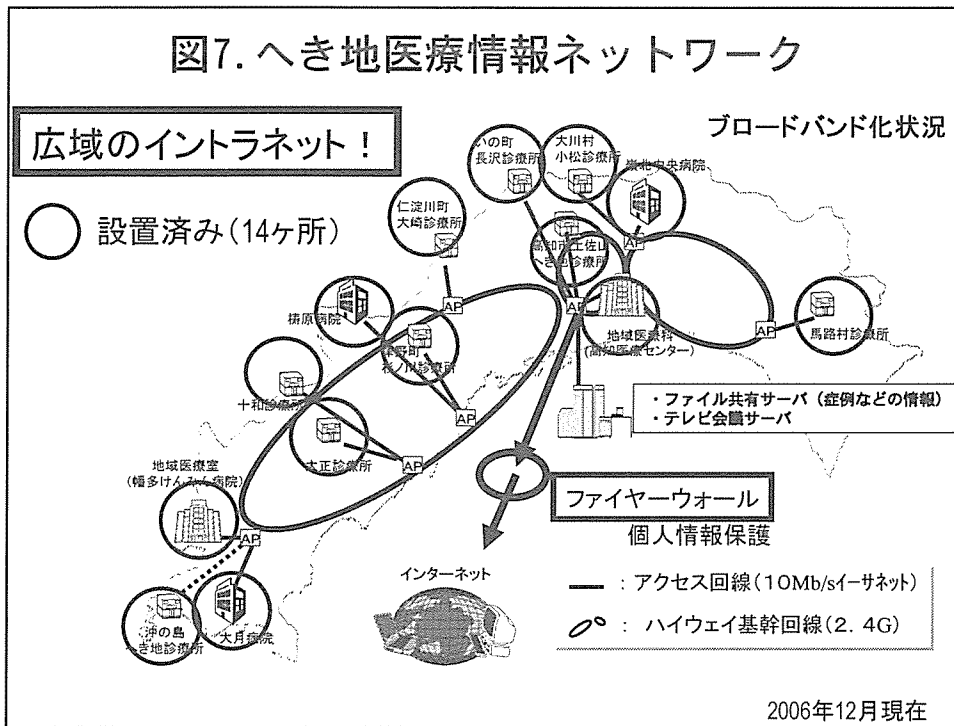 図7.へき地医療情報ネットワーク
広域のイントラネット！
ブロードバンド化状況
設置済み(14ヶ所)
いの町
長沢診療所
大川村
小松診療所
嶺北中央病院
仁淀川町
大崎診療所
高知市土佐山
へき地診療所
AP
AP
AP
AP
梼原病院
津野町
杉ノ川診療所
地域医療科
(高知医療センター)
馬路村診療所
十和診療所
AP
・ファイル共有サーバ（症例などの情報）
・テレビ会議サーバ
大正診療所
AP
地域医療室
(幡多けんみん病院)
ファイヤーウォール
個人情報保護
AP
インターネット
沖の島
へき地診療所
大月病院
：アクセス回線(10Mb/sイーサネット)
：ハイウェイ基幹回線(2.4G)
2006年12月現在